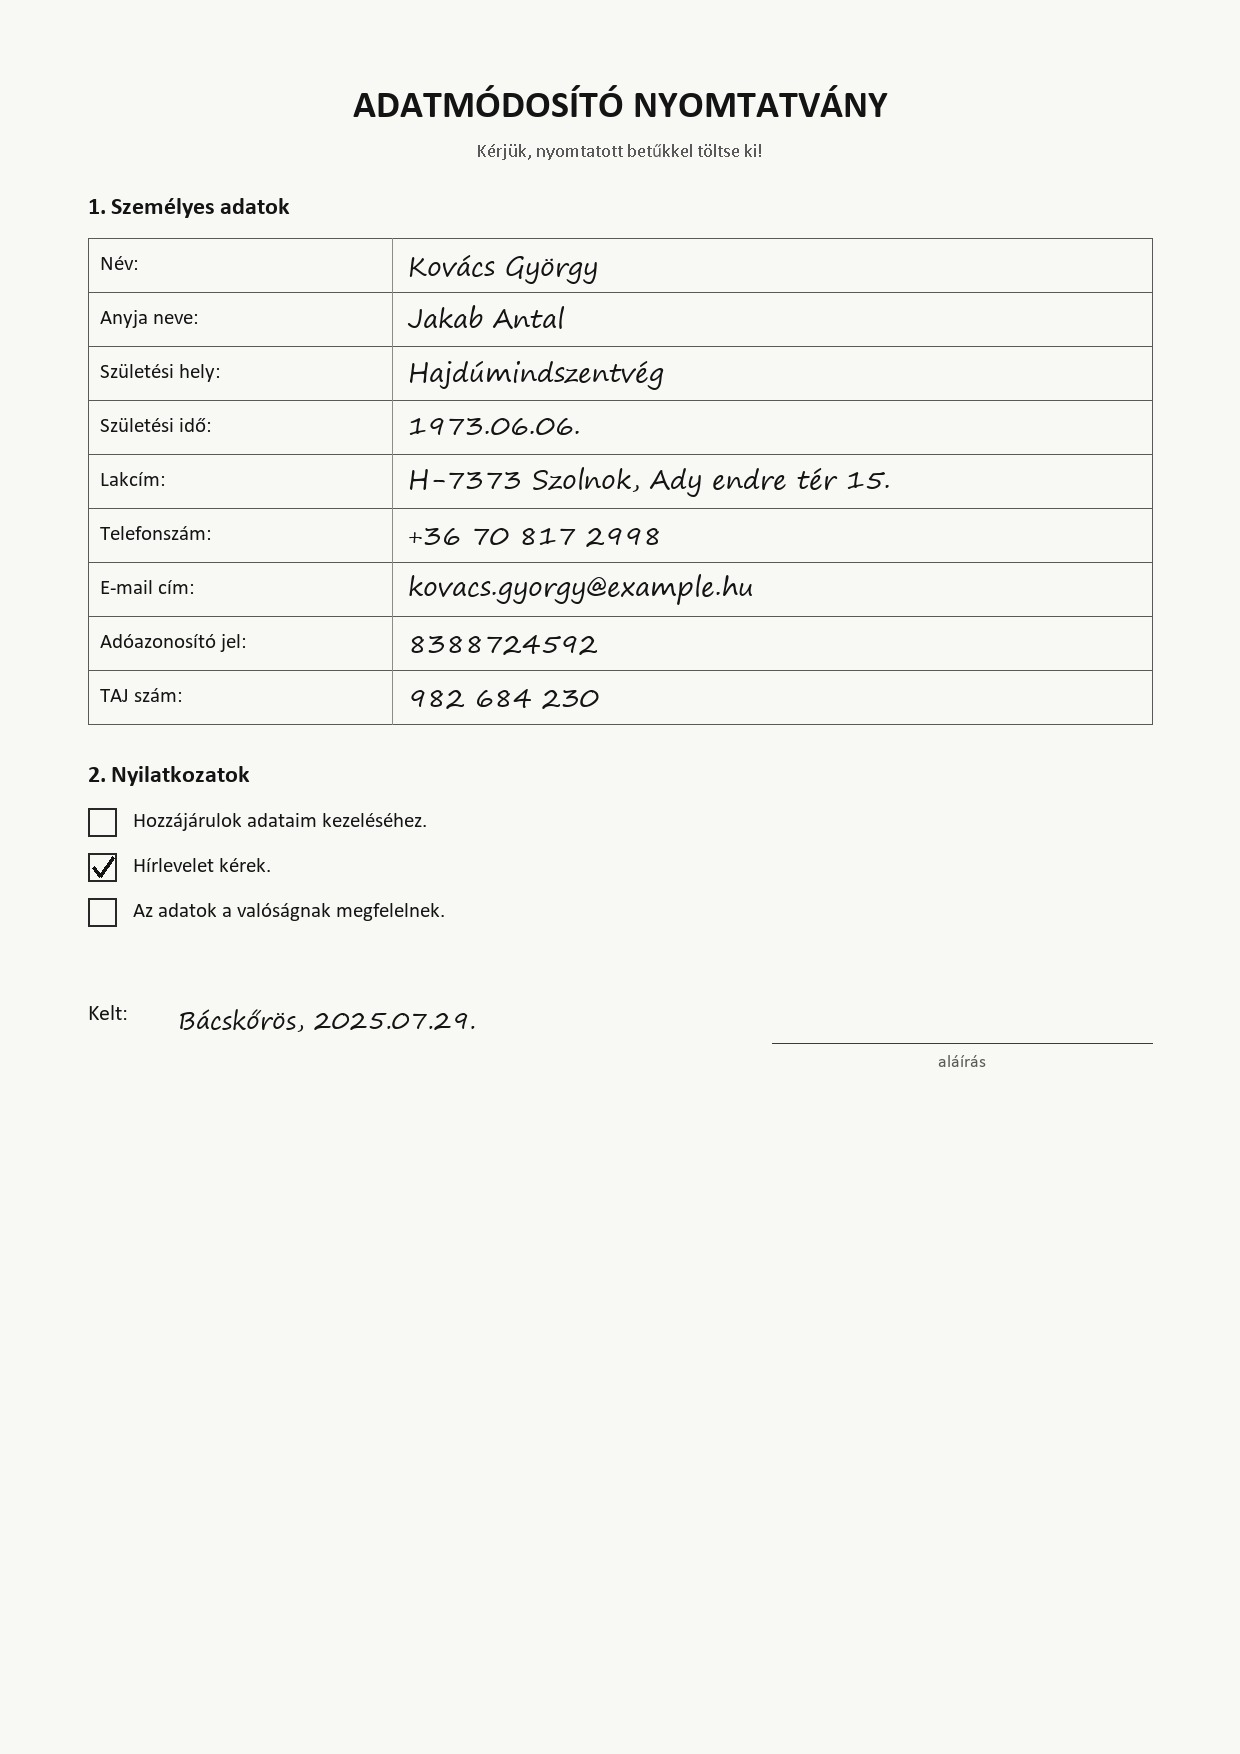 ADATMÓDOSÍTÓ NYOMTATVÁNY
Kérjük, nyomtatott betűkkel töltse ki!
1. Személyes adatok
Név: Kovács György
Anyja neve: Jakab Antal
Születési hely: Hajdúmindszentvég
Születési idő: 1973.06.06.
Lakcím: H-7373 Szolnok, Ady endre tér 15.
Telefonszám: +36 70 817 2998
E-mail cím: kovacs.gyorgy@example.hu
Adóazonosító jel: 8388724592
TAJ szám: 982 684 230
2. Nyilatkozatok
Hozzájárulok adataim kezeléséhez.
Hírlevelet kérek.
Az adatok a valóságnak megfelelnek.
Kelt: Bácskőrös, 2025.07.29.
aláírás